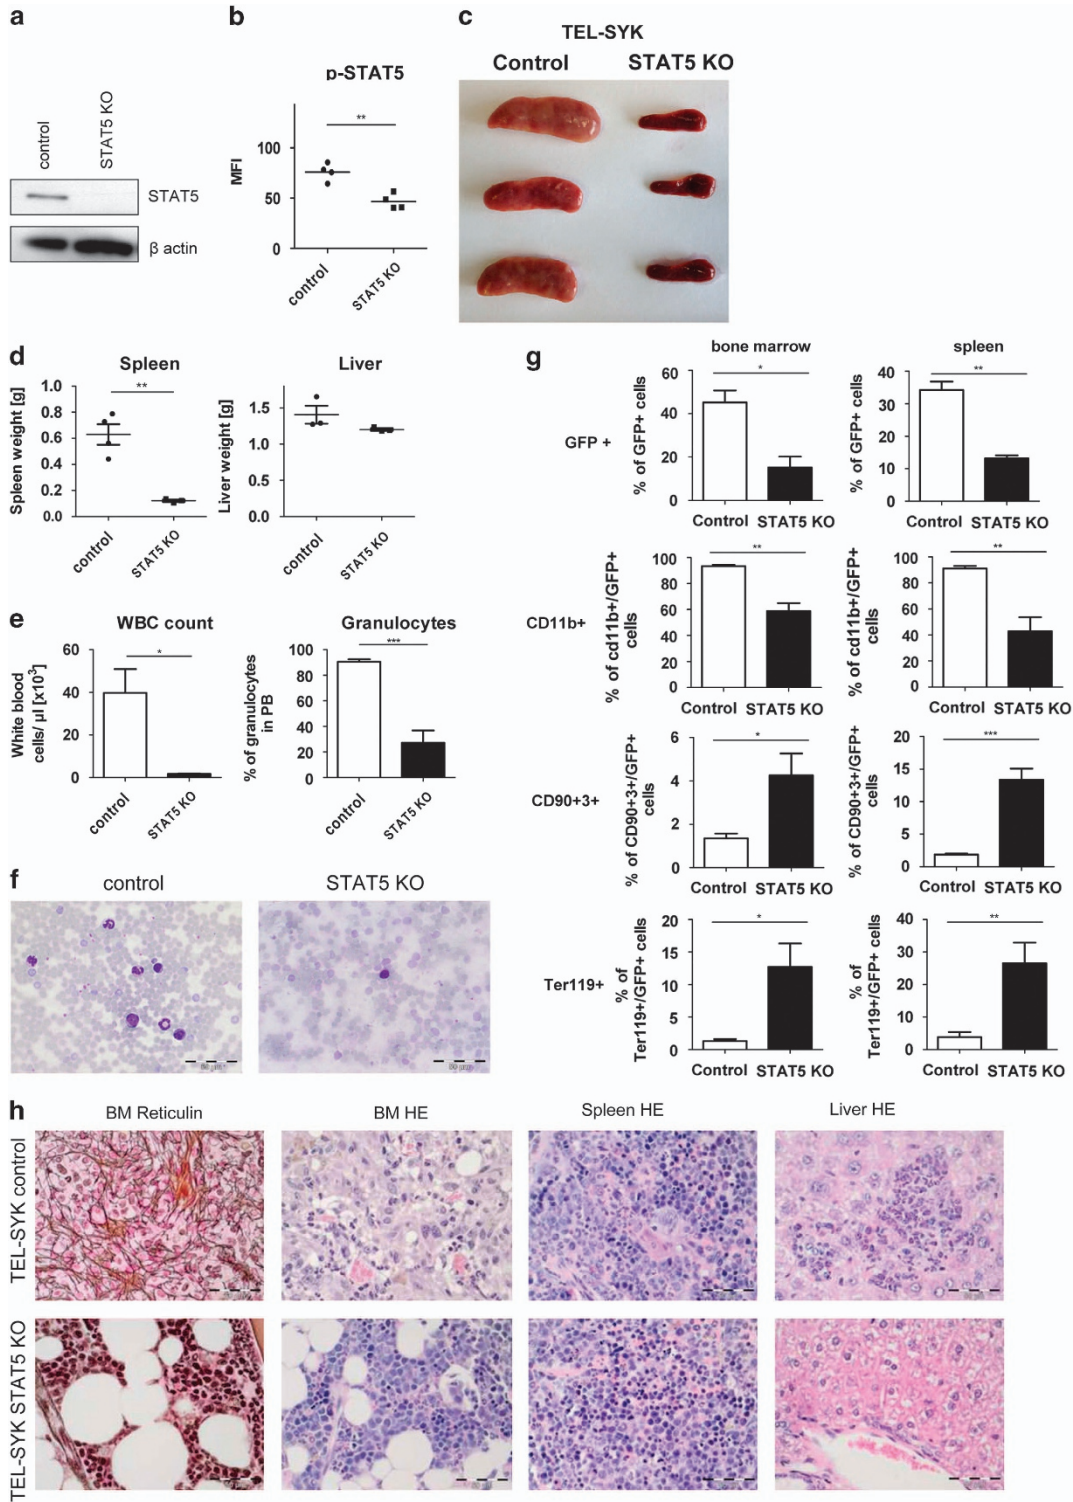 a
control
STAT5 KO
STAT5
β actin
b
p-STAT5
**
MFI
100
50
0
control
STAT5 KO
c
TEL-SYK
Control STAT5 KO
d
Spleen
**
Spleen weight [g]
1.0
0.8
0.6
0.4
0.2
0.0
control
STAT5 KO
Liver
Liver weight [g]
1.5
1.0
0.5
0.0
control
STAT5 KO
e
WBC count
*
White blood
cells/ µl [x10³]
60
40
20
0
control
STAT5 KO
Granulocytes
***
% of granulocytes
in PB
100
80
60
40
20
0
control
STAT5 KO
f
control
STAT5 KO
g
bone marrow
spleen
GFP +
% of GFP+ cells
60
40
20
0
*
Control STAT5 KO
% of GFP+ cells
40
30
20
10
0
**
Control STAT5 KO
CD11b+
% of cd11b+/GFP+
cells
100
80
60
40
20
0
**
Control STAT5 KO
% of cd11b+/GFP+
cells
100
80
60
40
20
0
**
Control STAT5 KO
CD90+3+
% of CD90+3+/GFP+
cells
6
4
2
0
*
Control STAT5 KO
% of CD90+3+/GFP+
cells
20
15
10
5
0
***
Control STAT5 KO
Ter119+
% of
Ter119+/GFP+ cells
20
15
10
5
0
*
Control STAT5 KO
% of
Ter119+/GFP+ cells
40
30
20
10
0
**
Control STAT5 KO
h
BM Reticulin
BM HE
Spleen HE
Liver HE
TEL-SYK control
TEL-SYK STAT5 KO